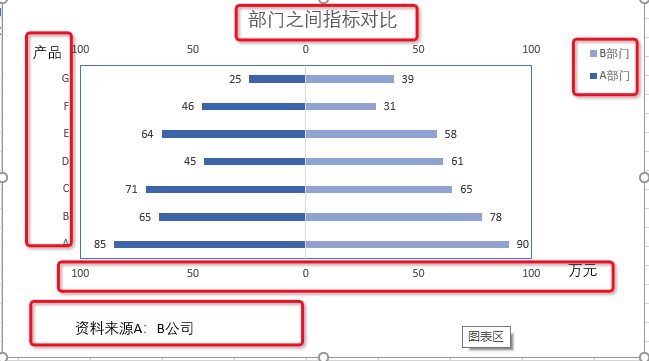 部门之间指标对比
产品
100 50 0 50 100
B部门
A部门
G 25 39
F 46 31
E 64 58
D 45 61
C 71 65
B 65 78
A 85 90
100 50 0 50 100 万元
资料来源A：B公司
图表区